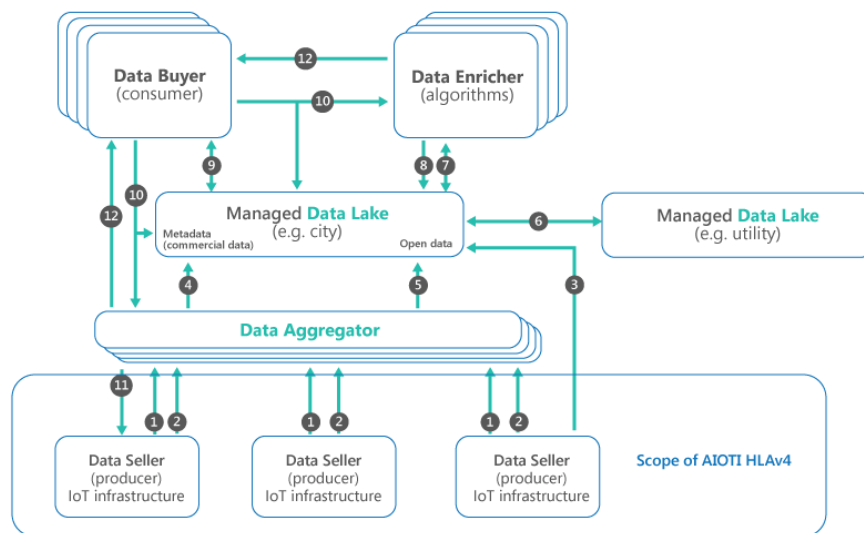 Data Buyer
(consumer)
Data Enricher
(algorithms)
12
10
12
10
9
8
7
Managed Data Lake
(e.g. city)
Metadata
(commercial data)
Open data
6
Managed Data Lake
(e.g. utility)
4
5
3
Data Aggregator
11
1
2
1
2
1
2
Data Seller
(producer)
IoT infrastructure
Data Seller
(producer)
IoT infrastructure
Data Seller
(producer)
IoT infrastructure
Scope of AIOTI HLAv4